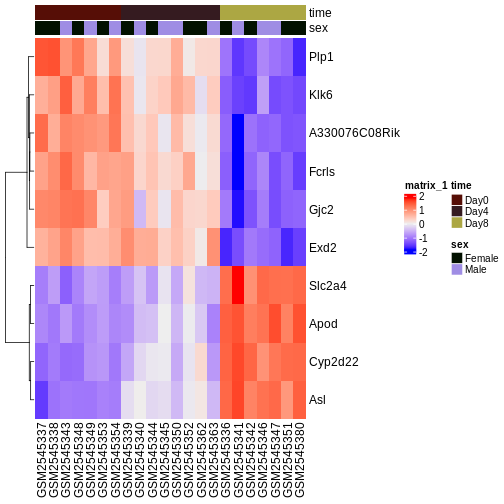 time
sex
Plp1
Klk6
A330076C08Rik
Fcrls
Gjc2
Exd2
Slc2a4
Apod
Cyp2d22
Asl
matrix_1
2
1
0
-1
-2
time
Day0
Day4
Day8
sex
Female
Male
GSM2545337
GSM2545338
GSM2545343
GSM2545348
GSM2545349
GSM2545353
GSM2545354
GSM2545339
GSM2545340
GSM2545344
GSM2545345
GSM2545350
GSM2545352
GSM2545362
GSM2545363
GSM2545336
GSM2545341
GSM2545342
GSM2545346
GSM2545347
GSM2545351
GSM2545380